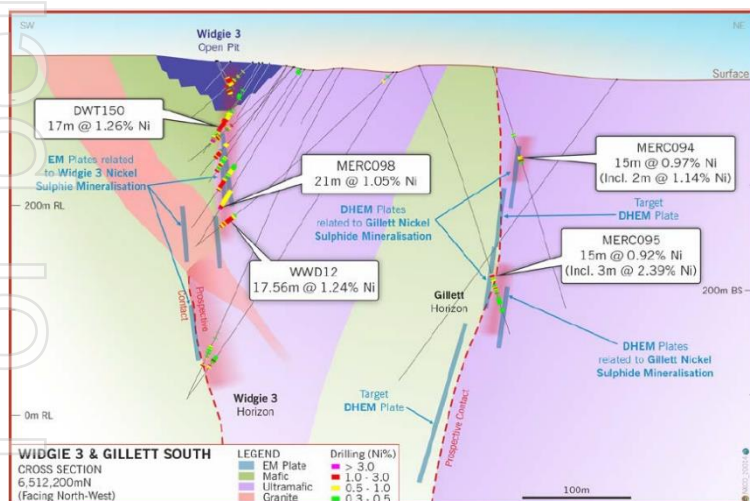 SW
NE
Widgie 3
Open Pit
Surface
DWT150
17m @ 1.26% Ni
EM Plates related
to Widgie 3 Nickel
Sulphie Mineralisation
MERC098
21m @ 1.05% Ni
MERC094
15m @ 0.97% Ni
(Incl. 2m @ 1.14% Ni)
200m RL
DHEM Plates
related to Gillett Nickel
Sulphide Mineralisation
Target
DHEM Plate
WWD12
17.56m @ 1.24% Ni
MERC095
15m @ 0.92% Ni
(Incl. 3m @ 2.39% Ni)
200m BS
Gillett
Horizon
Prospective
Contact
DHEM Plates
related to Gillett Nickel
Sulphide Mineralisation
Target
DHEM Plate
Prospective Contact
Widgie 3
Horizon
0m RL
WIDGIE 3 & GILLETT SOUTH
CROSS SECTION
6,512,200mN
(Facing North-West)
LEGEND
EM Plate
Mafic
Ultramafic
Granite
Drilling (Ni%)
> 3.0
1.0 - 3.0
0.5 - 1.0
0.3 - 0.5
100m